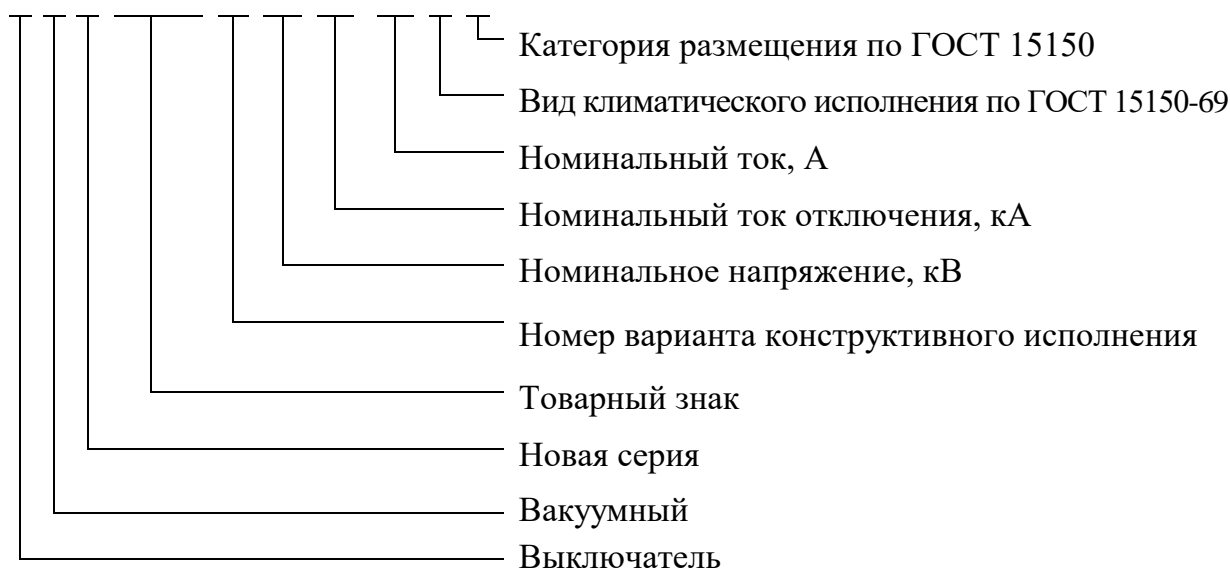 Категория размещения по ГОСТ 15150
Вид климатического исполнения по ГОСТ 15150-69
Номинальный ток, А
Номинальный ток отключения, кА
Номинальное напряжение, кВ
Номер варианта конструктивного исполнения
Товарный знак
Новая серия
Вакуумный
Выключатель